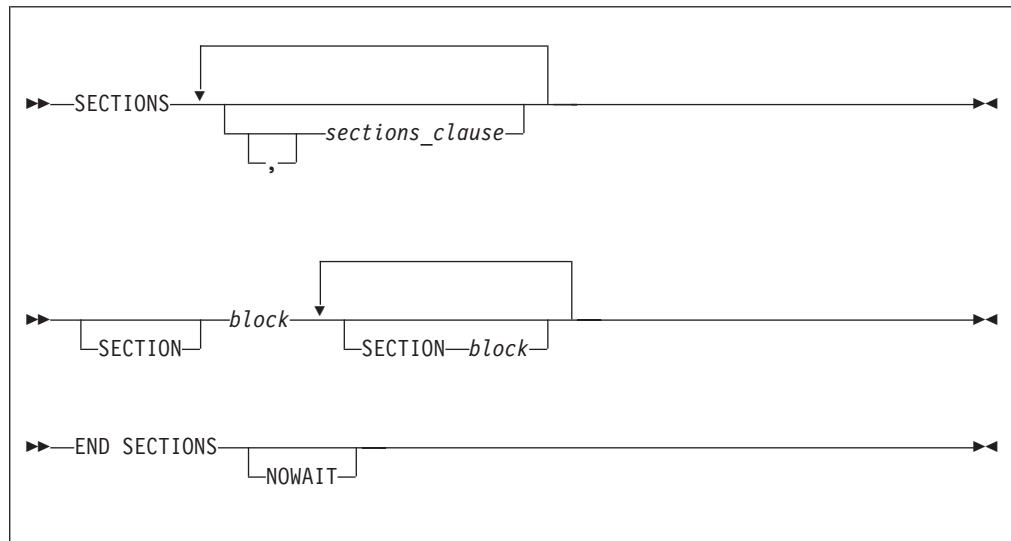 SECTIONS
sections_clause
,
block
SECTION
SECTION block
END SECTIONS
NOWAIT